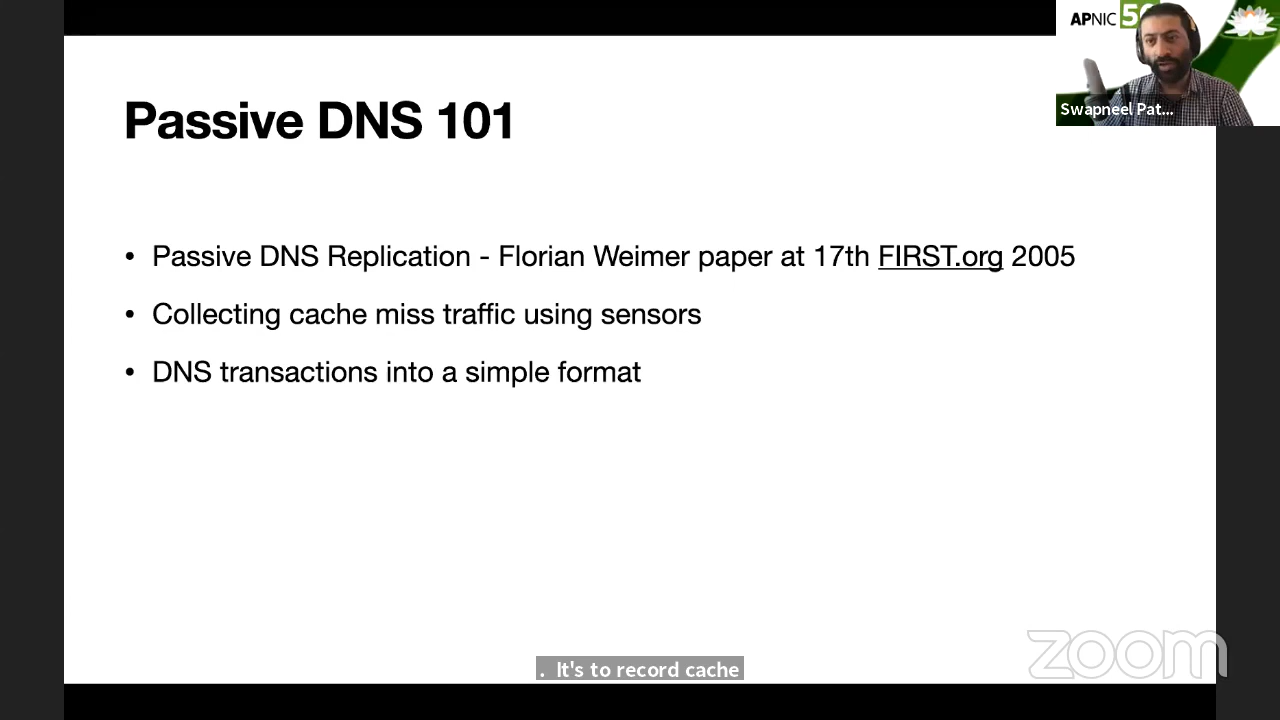 APNIC 5
Swapneel Pat...
Passive DNS 101
• Passive DNS Replication - Florian Weimer paper at 17th FIRST.org 2005
• Collecting cache miss traffic using sensors
• DNS transactions into a simple format
. It's to record cache
zoom